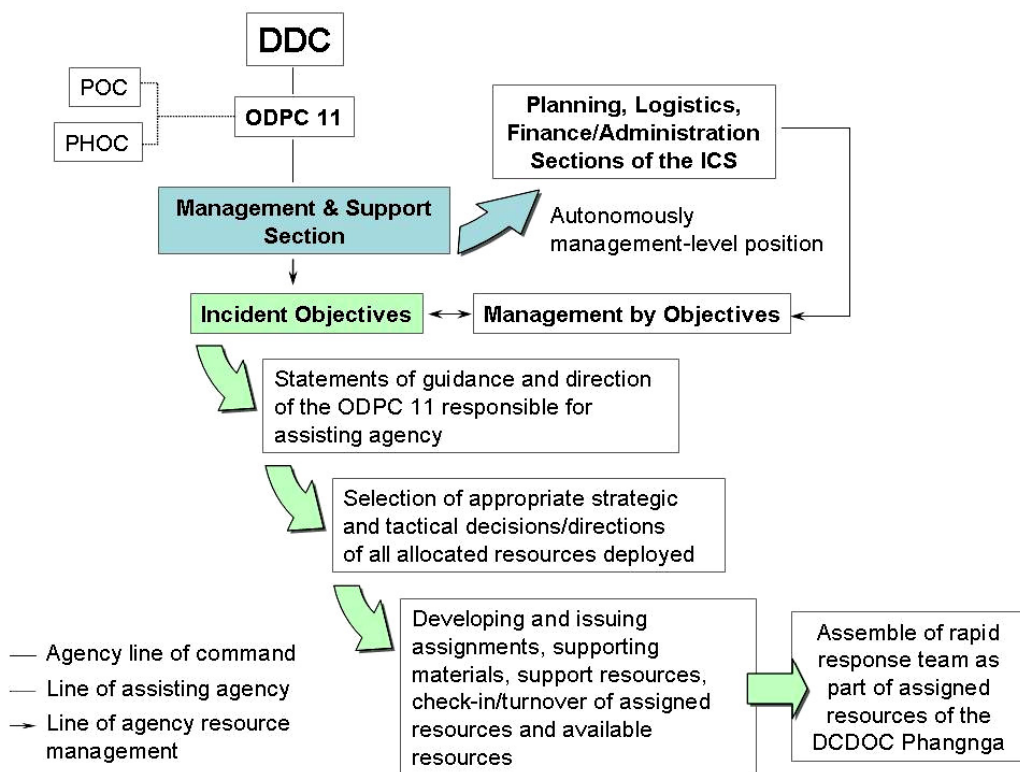 DDC
POC
PHOC
ODPC 11
Planning, Logistics,
Finance/Administration
Sections of the ICS
Management & Support
Section
Autonomously
management-level position
Incident Objectives
Management by Objectives
Statements of guidance and direction
of the ODPC 11 responsible for
assisting agency
Selection of appropriate strategic
and tactical decisions/directions
of all allocated resources deployed
Developing and issuing
assignments, supporting
materials, support resources,
check-in/turnover of assigned
resources and available
resources
Assemble of rapid
response team as
part of assigned
resources of the
DCDOC Phangnga
Agency line of command
Line of assisting agency
Line of agency resource
management